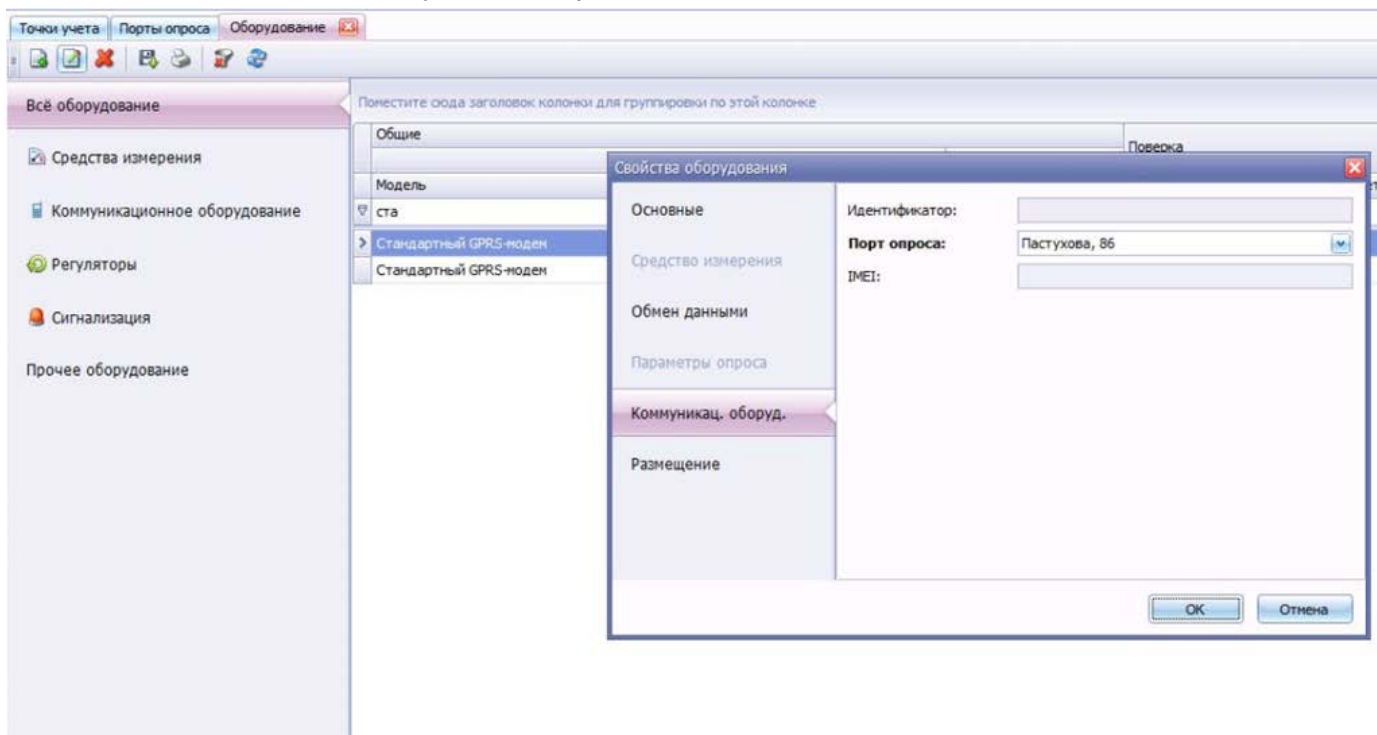 Точки учета Порты опроса Оборудование
Всё оборудование
Средства измерения
Коммуникационное оборудование
Регуляторы
Сигнализация
Прочее оборудование
Поместите сюда заголовок колонки для группировки по этой колонке
Общие
Поверка
Модель
ста
Стандартный GPRS-модем
Стандартный GPRS-модем
Свойства оборудования
Основные
Средство измерения
Обмен данными
Параметры опроса
Коммуникац. оборуд.
Размещение
Идентификатор:
Порт опроса: Пастухова, 86
IMEI:
OK Отмена